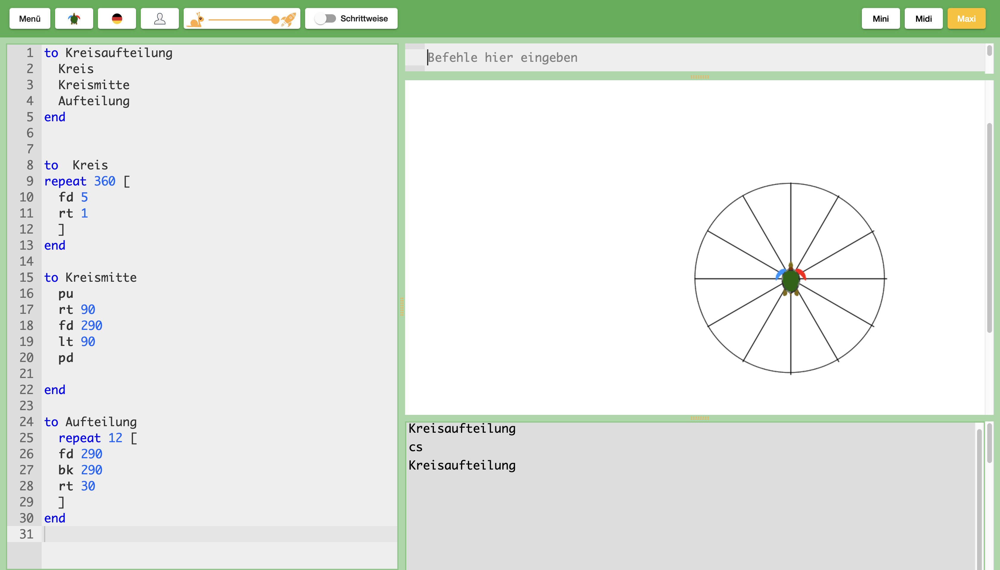 Menü Schrittweise Mini Midi Maxi
1 to Kreisaufteilung
2 Kreis
3 Kreismitte
4 Aufteilung
5 end
6
7
8 to  Kreis
9 repeat 360 [
10 fd 5
11 rt 1
12 ]
13 end
14
15 to Kreismitte
16 pu
17 rt 90
18 fd 290
19 lt 90
20 pd
21
22 end
23
24 to Aufteilung
25 repeat 12 [
26 fd 290
27 bk 290
28 rt 30
29 ]
30 end
31
Befehle hier eingeben
Kreisaufteilung
cs
Kreisaufteilung